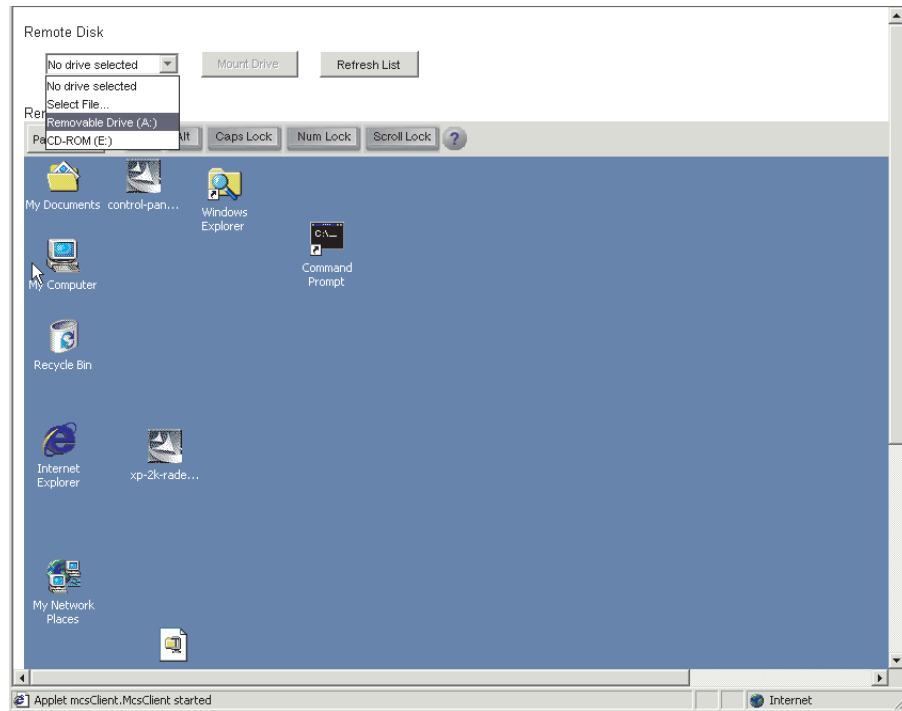 Remote Disk
No drive selected
Mount Drive
Refresh List
No drive selected
Select File...
Removable Drive (A:)
CD-ROM (E:)
Rer
Pa
Alt
Caps Lock
Num Lock
Scroll Lock
?
My Documents
control-pan...
Windows
Explorer
C:\_
Command
Prompt
My Computer
Recycle Bin
Internet
Explorer
xp-2k-rade...
My Network
Places
Applet mcsClient.McsClient started
Internet